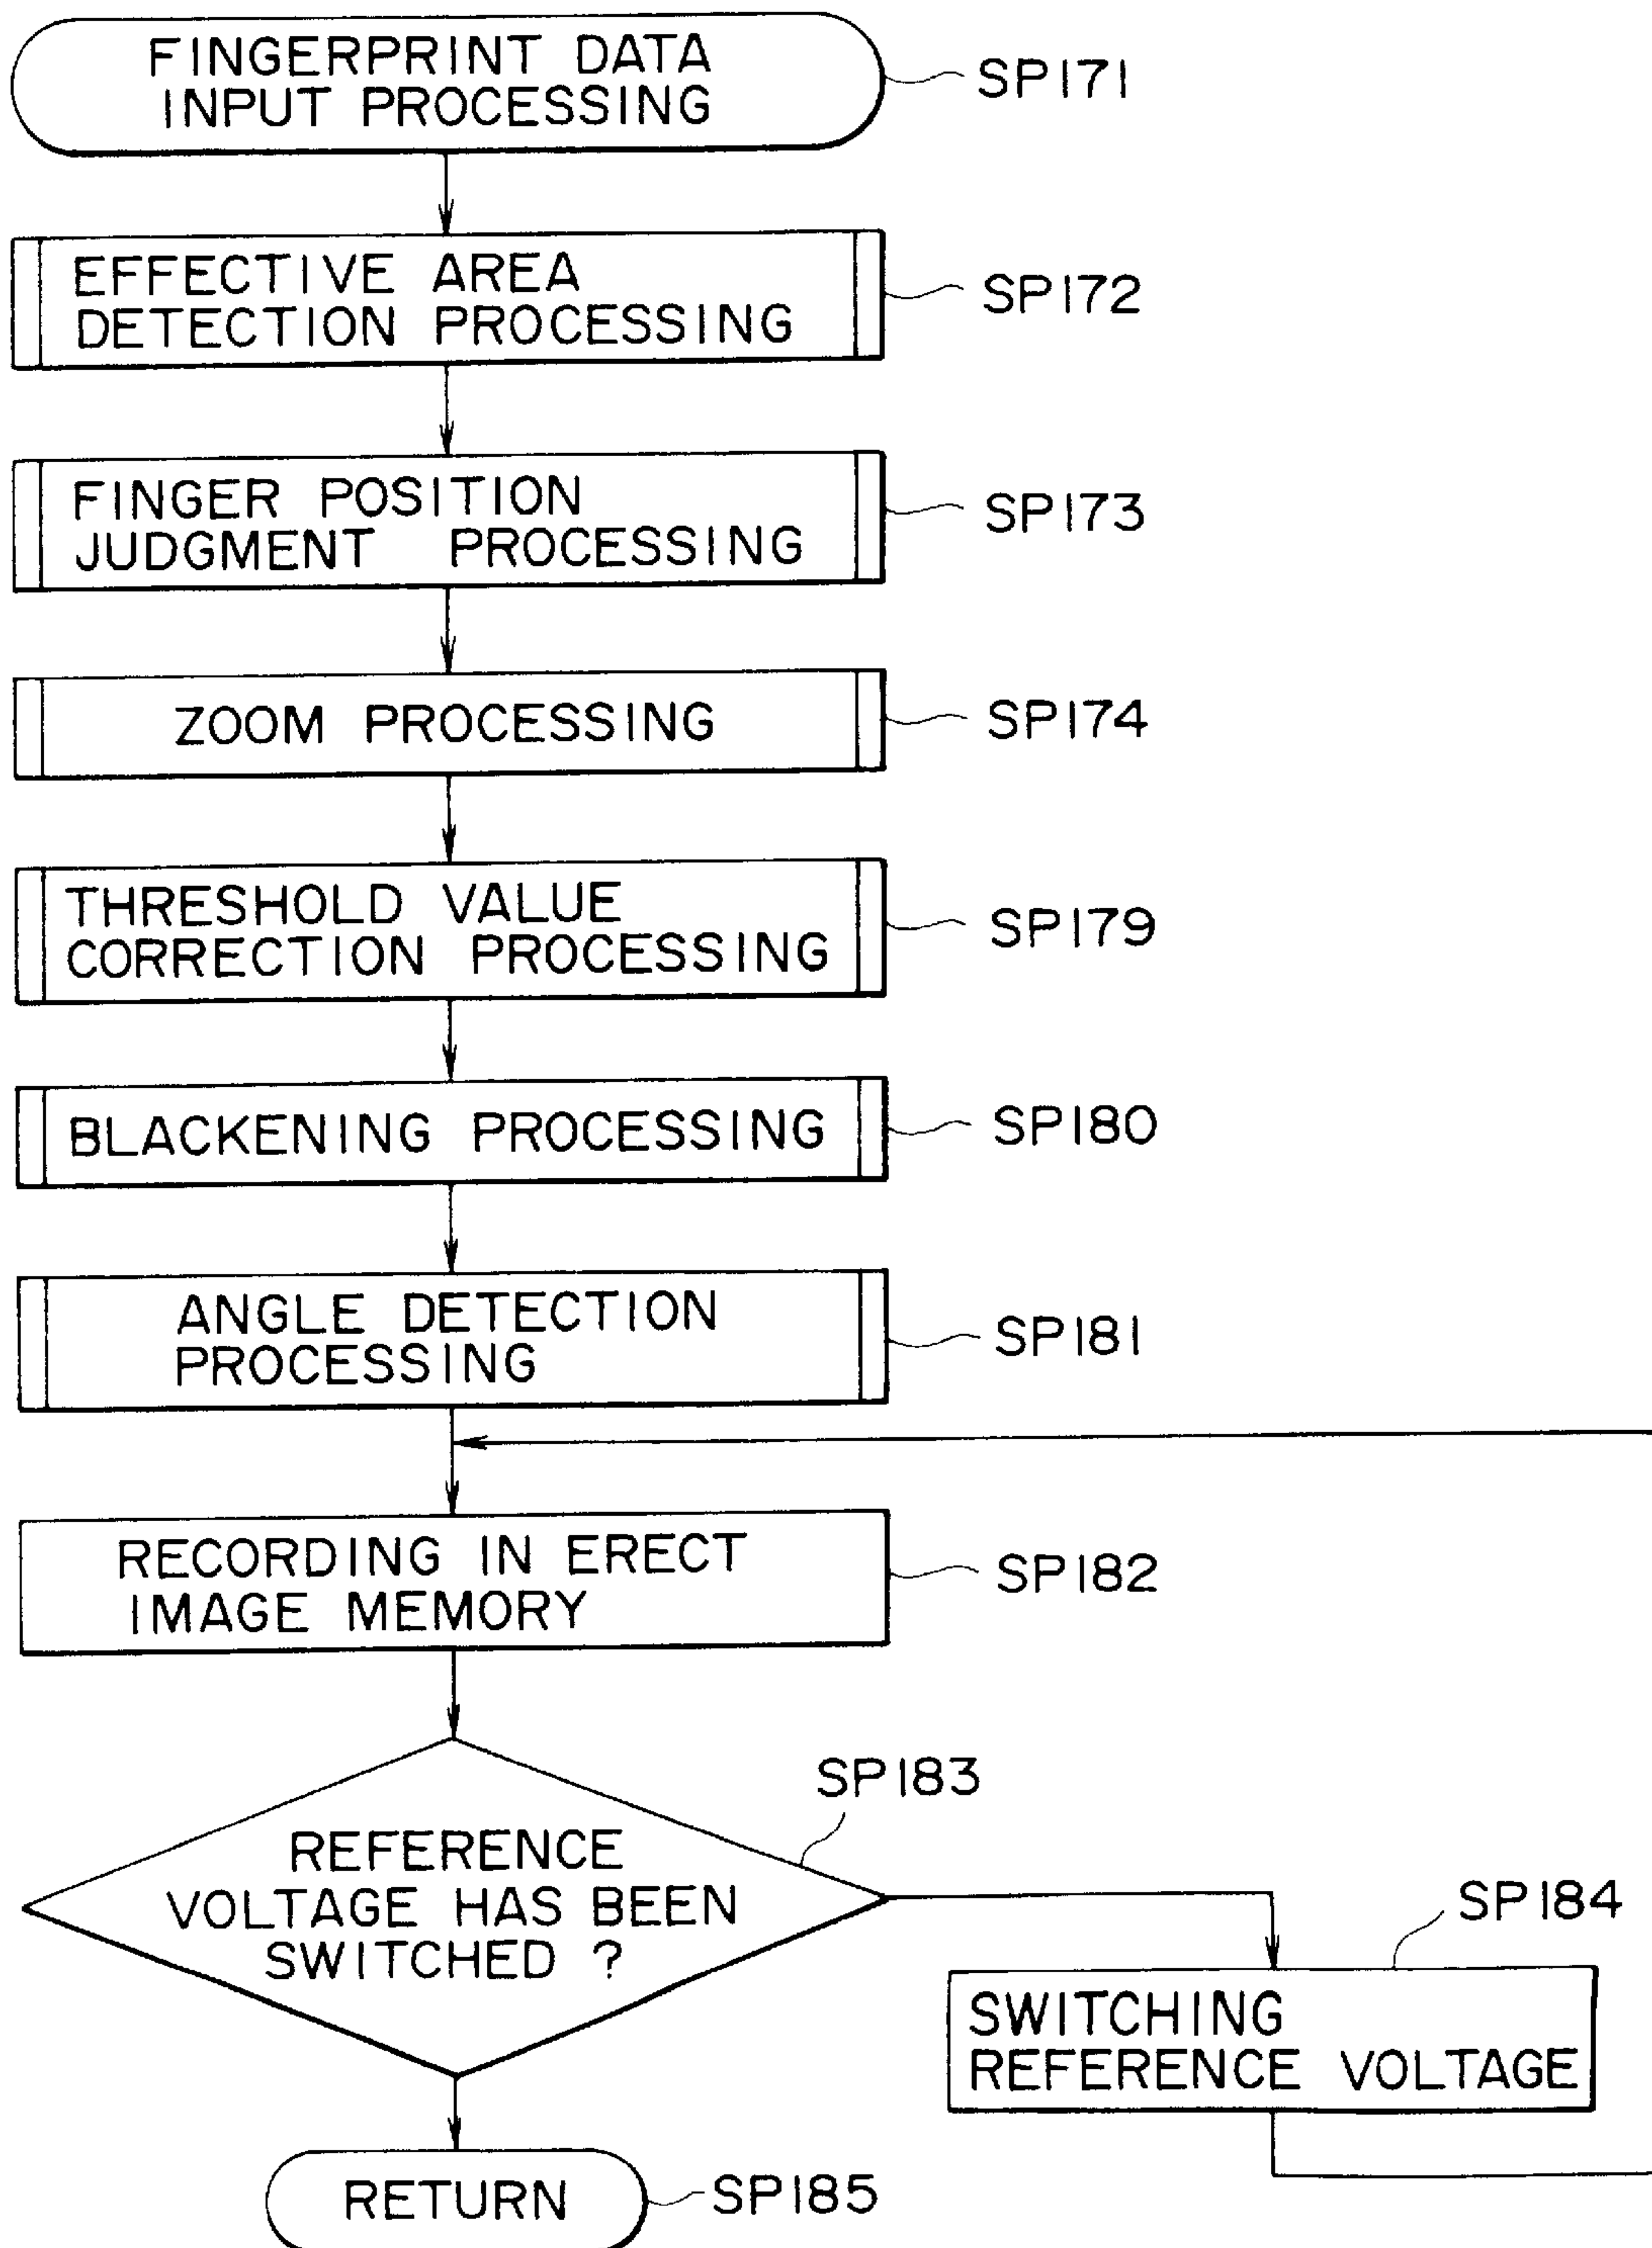 FINGERPRINT DATA
INPUT PROCESSING
SP171
EFFECTIVE AREA
DETECTION PROCESSING
SP172
FINGER POSITION
JUDGMENT PROCESSING
SP173
ZOOM PROCESSING
SP174
THRESHOLD VALUE
CORRECTION PROCESSING
SP179
BLACKENING PROCESSING
SP180
ANGLE DETECTION
PROCESSING
SP181
RECORDING IN ERECT
IMAGE MEMORY
SP182
SP183
REFERENCE
VOLTAGE HAS BEEN
SWITCHED ?
SP184
SWITCHING
REFERENCE VOLTAGE
RETURN
SP185